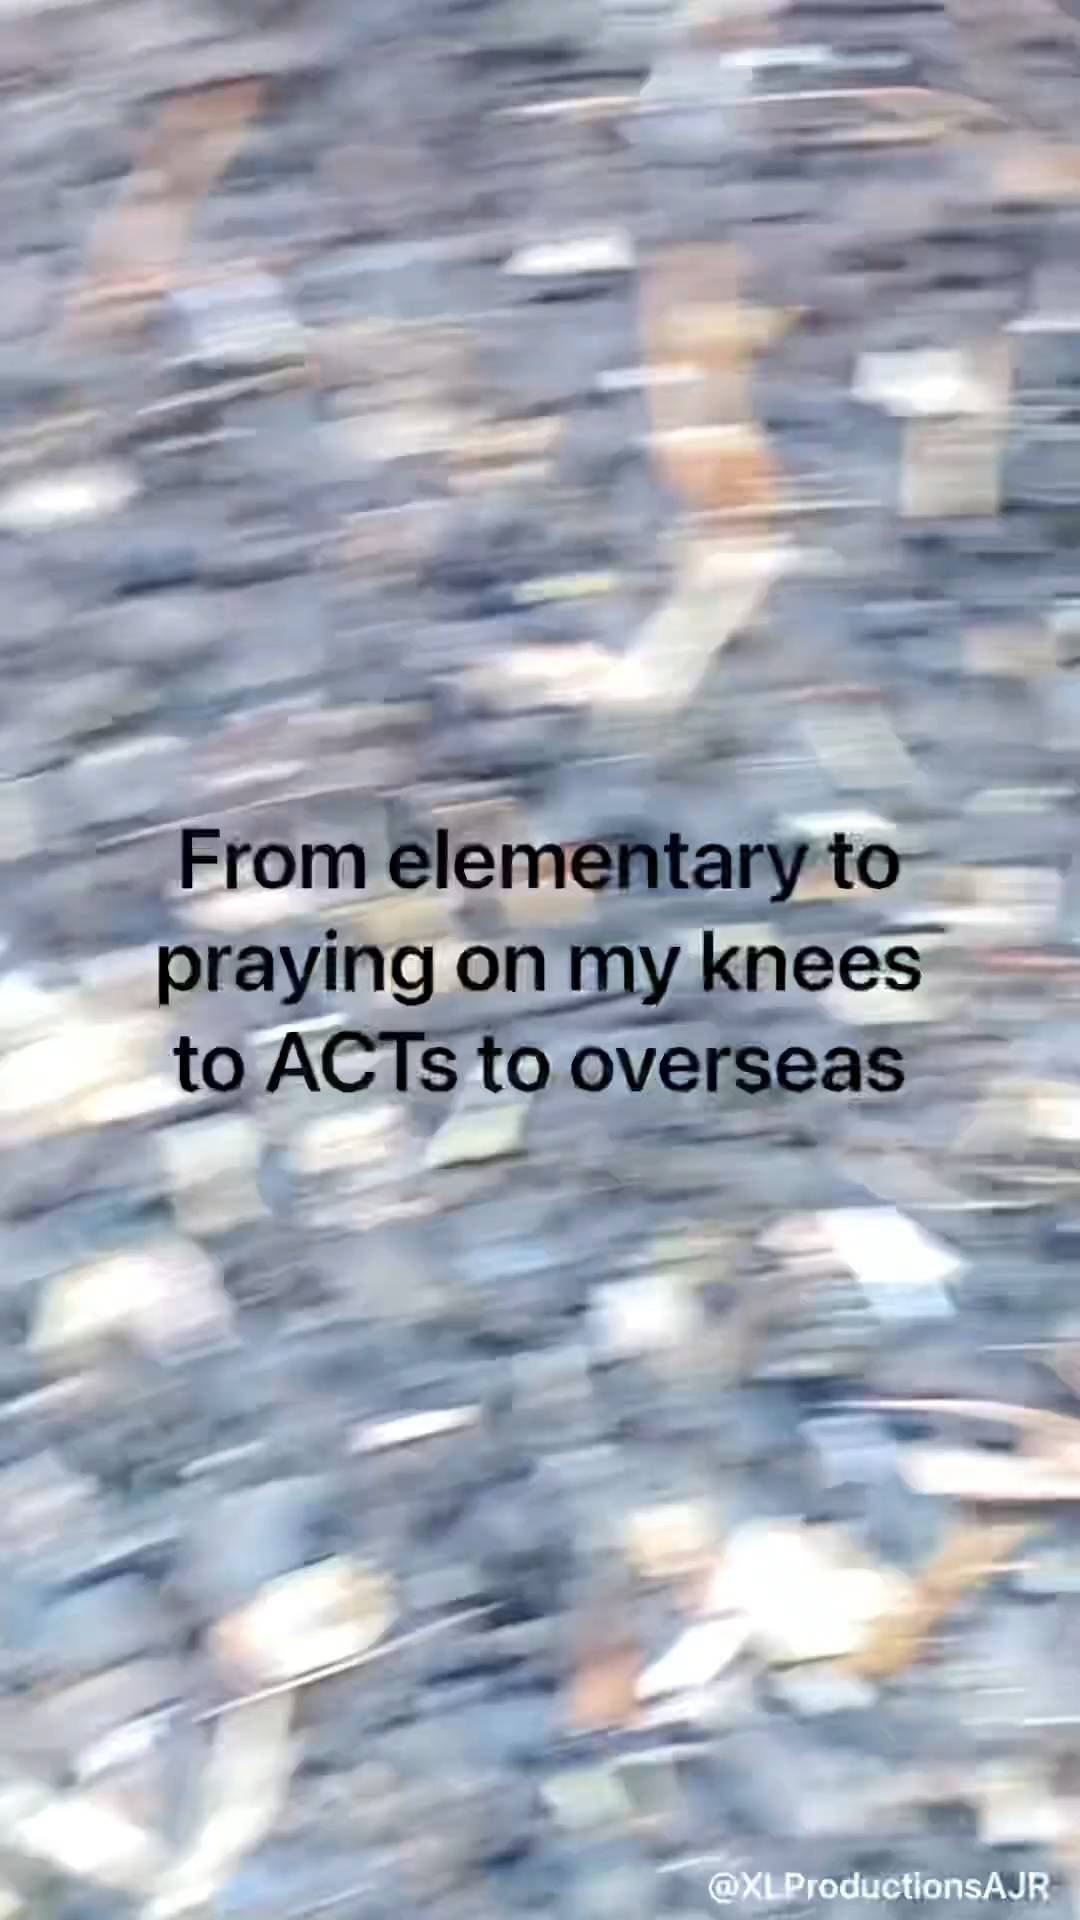 From elementary to
praying on my knees
to ACTs to overseas
@XLProductionsAJR